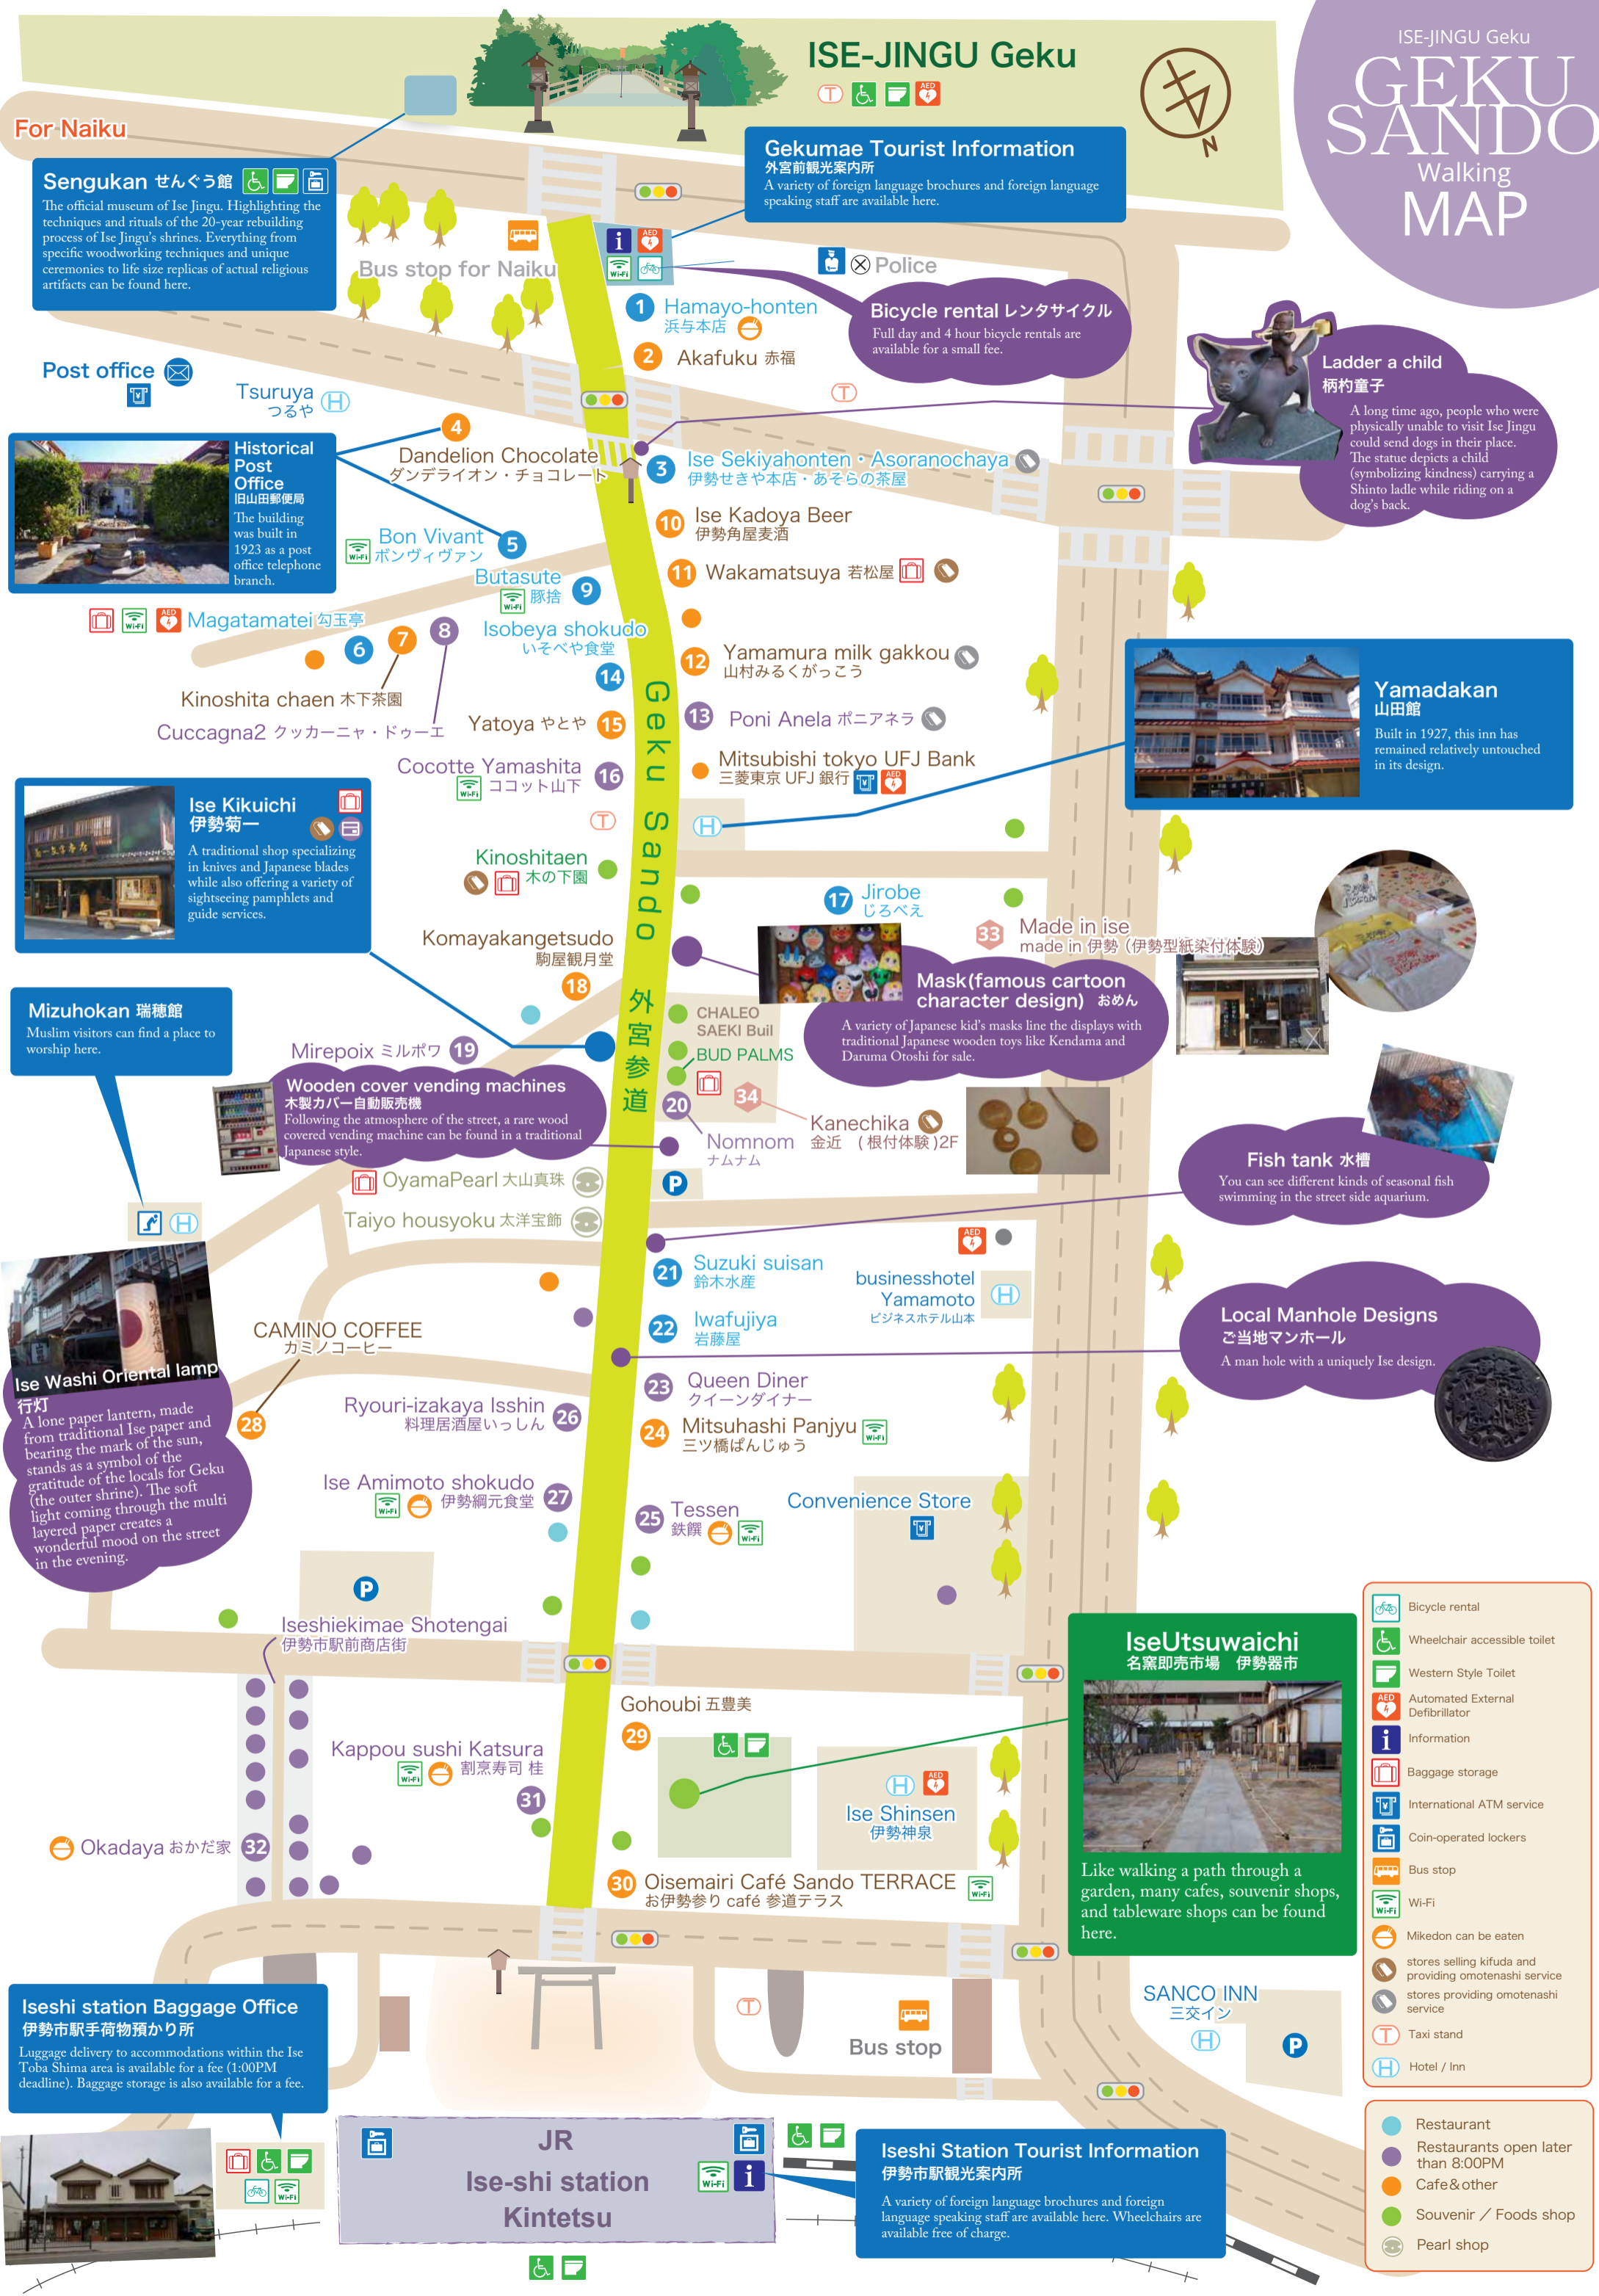 ISE-JINGU Geku
GEKU
SANDO
Walking
MAP
ISE-JINGU Geku
T
AED
N
For Naiku
Sengukan せんぐう館
The official museum of Ise Jingu. Highlighting the
techniques and rituals of the 20-year rebuilding
process of Ise Jingu's shrines. Everything from
specific woodworking techniques and unique
ceremonies to life size replicas of actual religious
artifacts can be found here.
Gekumae Tourist Information
外宮前観光案内所
A variety of foreign language brochures and foreign language
speaking staff are available here.
Bus stop for Naiku
i
AED
Wi-Fi
Police
Bicycle rental レンタサイクル
Full day and 4 hour bicycle rentals are
available for a small fee.
1 Hamayo-honten
浜与本店
2 Akafuku 赤福
Ladder a child
柄杓童子
A long time ago, people who were
physically unable to visit Ise Jingu
could send dogs in their place.
The statue depicts a child
(symbolizing kindness) carrying a
Shinto ladle while riding on a
dog's back.
Post office
Tsuruya
つるや
H
T
Historical
Post
Office
旧山田郵便局
The building
was built in
1923 as a post
office telephone
branch.
4
Dandelion Chocolate
ダンデライオン・チョコレート
3 Ise Sekiyahonten・Asoranochaya
伊勢せきや本店・あそらの茶屋
10 Ise Kadoya Beer
伊勢角屋麦酒
Bon Vivant 5
Wi-Fi ボンヴィヴァン
11 Wakamatsuya 若松屋
Butasute 9
Wi-Fi 豚捨
Wi-Fi AED Magatamatei 勾玉亭
6 7 8
Isobeya shokudo
いそべや食堂
14
12 Yamamura milk gakkou
山村みるくがっこう
Kinoshita chaen 木下茶園
Cuccagna2 クッカーニャ・ドゥーエ
Yatoya やとや 15
13 Poni Anela ポニアネラ
Yamadakan
山田館
Built in 1927, this inn has
remained relatively untouched
in its design.
Cocotte Yamashita 16
Wi-Fi ココット山下
Mitsubishi tokyo UFJ Bank
三菱東京 UFJ 銀行 AED
Geku Sando 外宮参道
T
H
Ise Kikuichi
伊勢菊一
A traditional shop specializing
in knives and Japanese blades
while also offering a variety of
sightseeing pamphlets and
guide services.
Kinoshitaen
木の下園
17 Jirobe
じろべえ
33 Made in ise
made in 伊勢（伊勢型紙染付体験）
Komayakangetsudo
駒屋観月堂
18
Mask(famous cartoon
character design) おめん
A variety of Japanese kid's masks line the displays with
traditional Japanese wooden toys like Kendama and
Daruma Otoshi for sale.
Mizuhokan 瑞穂館
Muslim visitors can find a place to
worship here.
CHALEO
SAEKI Buil
BUD PALMS
Mirepoix ミルポワ 19
Wooden cover vending machines
木製カバー自動販売機
Following the atmosphere of the street, a rare wood
covered vending machine can be found in a traditional
Japanese style.
20
Nomnom
ナムナム
34
Kanechika
金近 （根付体験）2F
OyamaPearl 大山真珠
P
Fish tank 水槽
You can see different kinds of seasonal fish
swimming in the street side aquarium.
Taiyo housyoku 太洋宝飾
H
AED
21 Suzuki suisan
鈴木水産
businesshotel
Yamamoto
ビジネスホテル山本
H
22 Iwafujiya
岩藤屋
Local Manhole Designs
ご当地マンホール
A man hole with a uniquely Ise design.
Ise Washi Oriental lamp
行灯
A lone paper lantern, made
from traditional Ise paper and
bearing the mark of the sun,
stands as a symbol of the
gratitude of the locals for Geku
(the outer shrine). The soft
light coming through the multi
layered paper creates a
wonderful mood on the street
in the evening.
CAMINO COFFEE
カミノコーヒー
28
23 Queen Diner
クイーンダイナー
Ryouri-izakaya Isshin 26
料理居酒屋いっしん
24 Mitsuhashi Panjyu Wi-Fi
三ツ橋ぱんじゅう
Ise Amimoto shokudo 27
Wi-Fi 伊勢網元食堂
25 Tessen
鉄饌 Wi-Fi
Convenience Store
P
Iseshiekimae Shotengai
伊勢市駅前商店街
IseUtsuwaichi
名窯即売市場　伊勢器市
Like walking a path through a
garden, many cafes, souvenir shops,
and tableware shops can be found
here.
Gohoubi 五豊美
29
Kappou sushi Katsura
Wi-Fi 割烹寿司 桂
31
H AED
Ise Shinsen
伊勢神泉
Okadaya おかだ家 32
30 Oisemairi Café Sando TERRACE Wi-Fi
お伊勢参り café 参道テラス
Bicycle rental
Wheelchair accessible toilet
Western Style Toilet
AED Automated External
Defibrillator
i Information
Baggage storage
International ATM service
Coin-operated lockers
Bus stop
Wi-Fi Wi-Fi
Mikedon can be eaten
stores selling kifuda and
providing omotenashi service
stores providing omotenashi
service
T Taxi stand
H Hotel / Inn
Restaurant
Restaurants open later
than 8:00PM
Cafe&other
Souvenir ／ Foods shop
Pearl shop
Iseshi station Baggage Office
伊勢市駅手荷物預かり所
Luggage delivery to accommodations within the Ise
Toba Shima area is available for a fee (1:00PM
deadline). Baggage storage is also available for a fee.
T
Bus stop
SANCO INN
三交イン
H
P
Wi-Fi
JR
Ise-shi station
Kintetsu
Wi-Fi i
Iseshi Station Tourist Information
伊勢市駅観光案内所
A variety of foreign language brochures and foreign
language speaking staff are available here. Wheelchairs are
available free of charge.